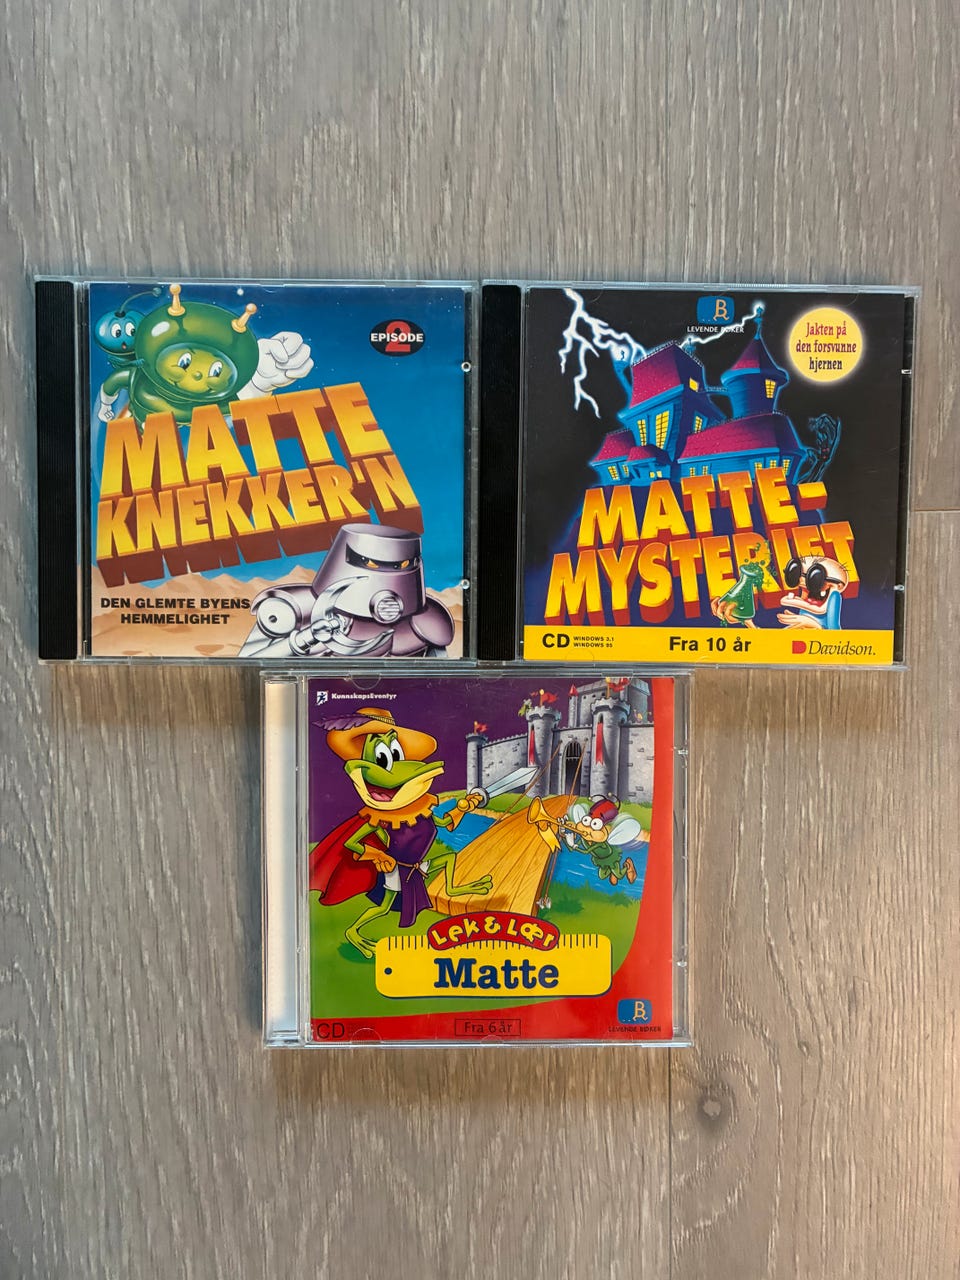 EPISODE
2
MATTE
KNEKKER'N
DEN GLEMTE BYENS
HEMMELIGHET
LEVENDE BØKER
Jakten på
den forsvunne
hjernen
MATTE-
MYSTERIET
CD WINDOWS 3.1
WINDOWS 95
Fra 10 år
Davidson.
KunnskapsEventyr
Lek & Lær
Matte
CD
Fra 6 år
LEVENDE BØKER